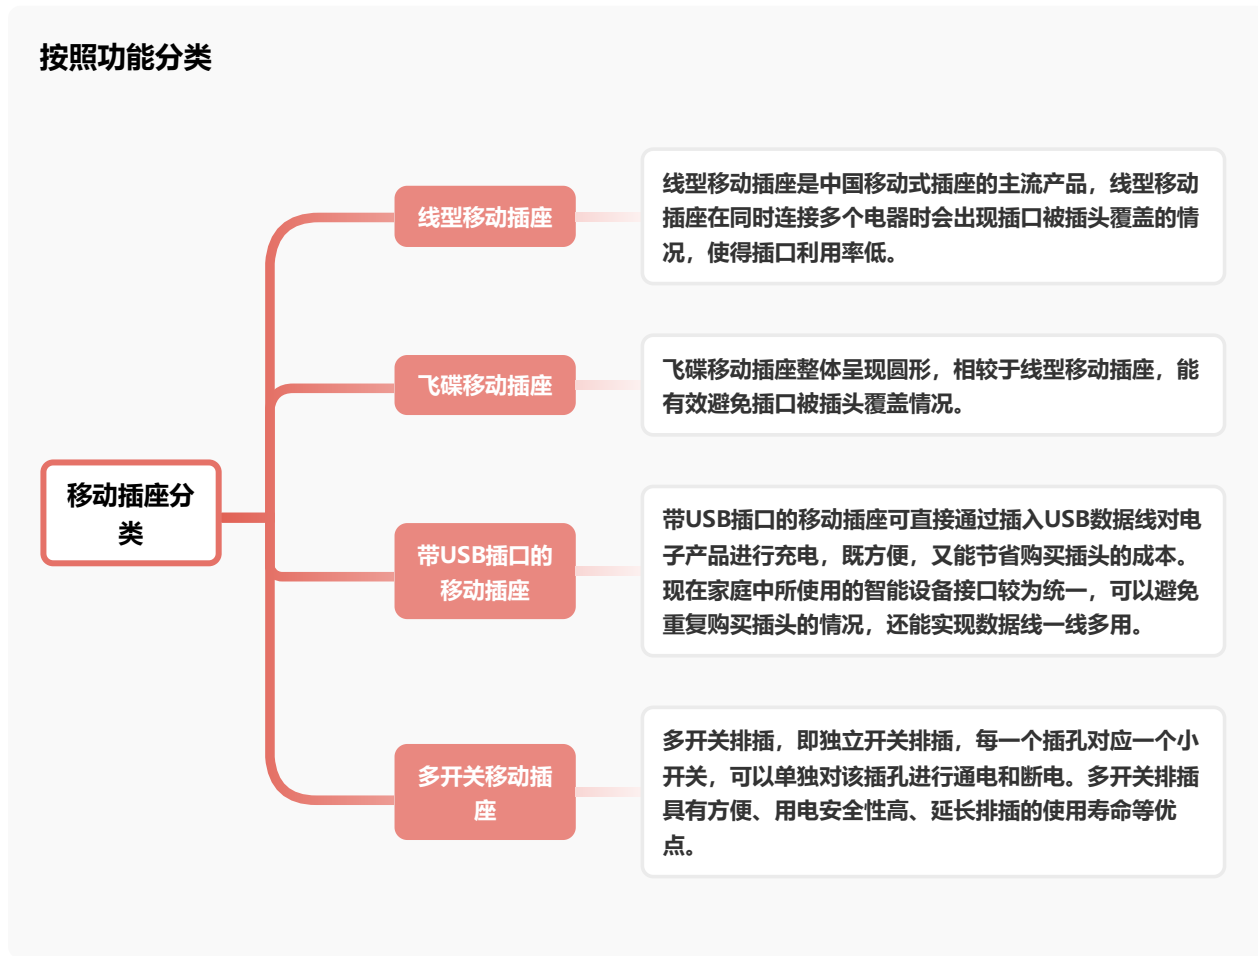 按照功能分类
线型移动插座
线型移动插座是中国移动式插座的主流产品，线型移动
插座在同时连接多个电器时会出现插口被插头覆盖的情
况，使得插口利用率低。
飞碟移动插座
飞碟移动插座整体呈现圆形，相较于线型移动插座，能
有效避免插口被插头覆盖情况。
移动插座分
类
带USB插口的
移动插座
带USB插口的移动插座可直接通过插入USB数据线对电
子产品进行充电，既方便，又能节省购买插头的成本。
现在家庭中所使用的智能设备接口较为统一，可以避免
重复购买插头的情况，还能实现数据线一线多用。
多开关移动插
座
多开关排插，即独立开关排插，每一个插孔对应一个小
开关，可以单独对该插孔进行通电和断电。多开关排插
具有方便、用电安全性高、延长排插的使用寿命等优
点。